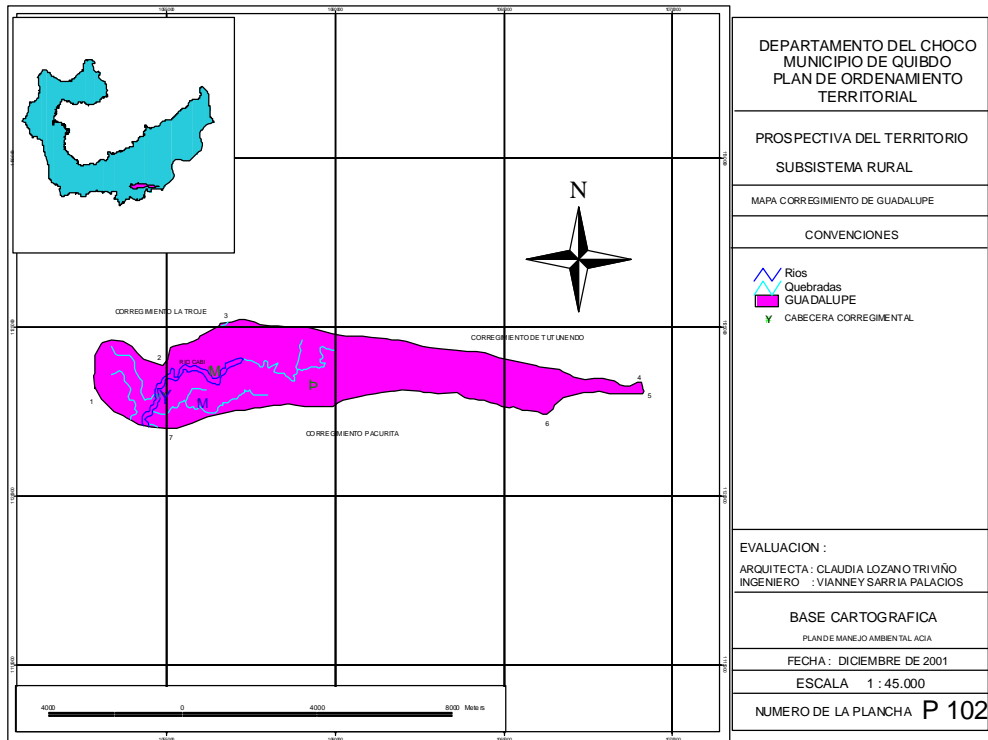 N
CORREGIMIENTO LA TROJE
3
CORREGIMIENTO DE TUTUNENDO
2
RIO CABI
M
4
Þ
1
Y
M
5
6
7
CORREGIMIENTO PACURITA
4000 0 4000 8000 Meters
DEPARTAMENTO DEL CHOCO
MUNICIPIO DE QUIBDO
PLAN DE ORDENAMIENTO
TERRITORIAL
PROSPECTIVA DEL TERRITORIO
SUBSISTEMA RURAL
MAPA CORREGIMIENTO DE GUADALUPE
CONVENCIONES
Rios
Quebradas
GUADALUPE
¥ CABECERA CORREGIMENTAL
EVALUACION :
ARQUITECTA : CLAUDIA LOZANO TRIVIÑO
INGENIERO : VIANNEY SARRIA PALACIOS
BASE CARTOGRAFICA
PLAN DE MANEJO AMBIENTAL ACIA
FECHA : DICIEMBRE DE 2001
ESCALA 1 : 45.000
NUMERO DE LA PLANCHA P 102